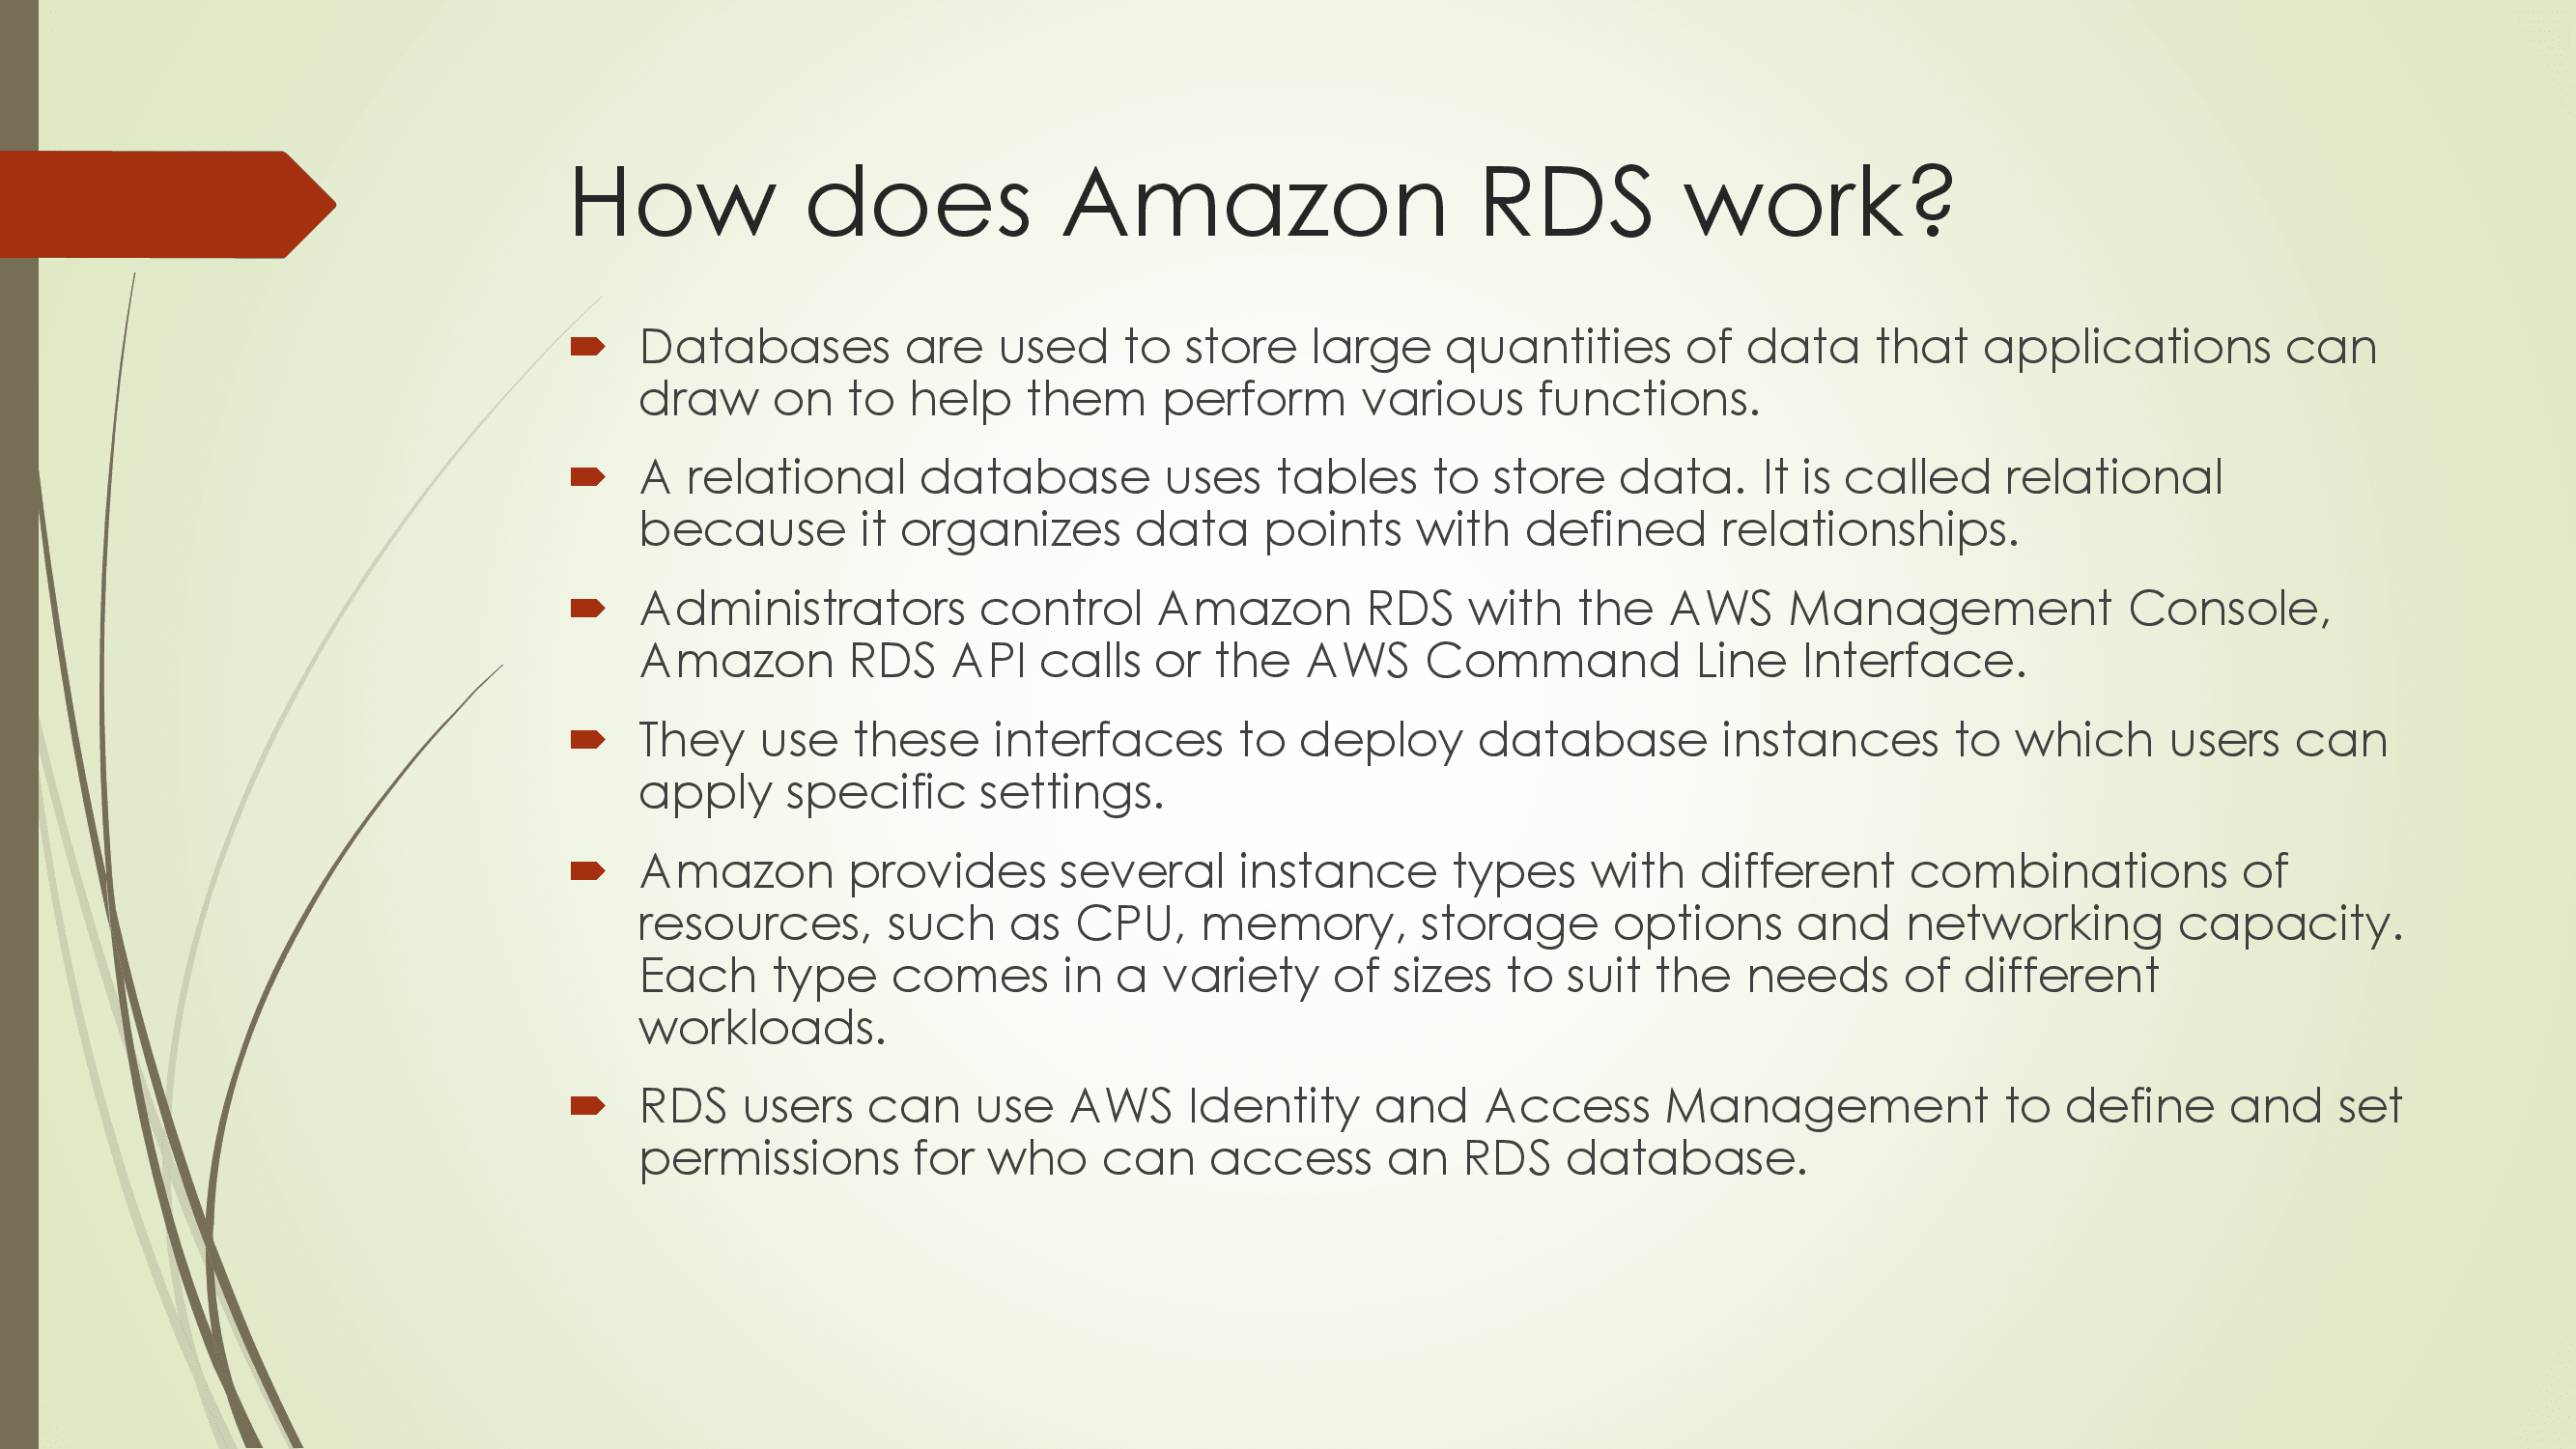 How does Amazon RDS work?
Databases are used to store large quantities of data that applications can
draw on to help them perform various functions.
A relational database uses tables to store data. It is called relational
because it organizes data points with defined relationships.
Administrators control Amazon RDS with the AWS Management Console,
Amazon RDS API calls or the AWS Command Line Interface.
They use these interfaces to deploy database instances to which users can
apply specific settings.
Amazon provides several instance types with different combinations of
resources, such as CPU, memory, storage options and networking capacity.
Each type comes in a variety of sizes to suit the needs of different
workloads.
RDS users can use AWS Identity and Access Management to define and set
permissions for who can access an RDS database.